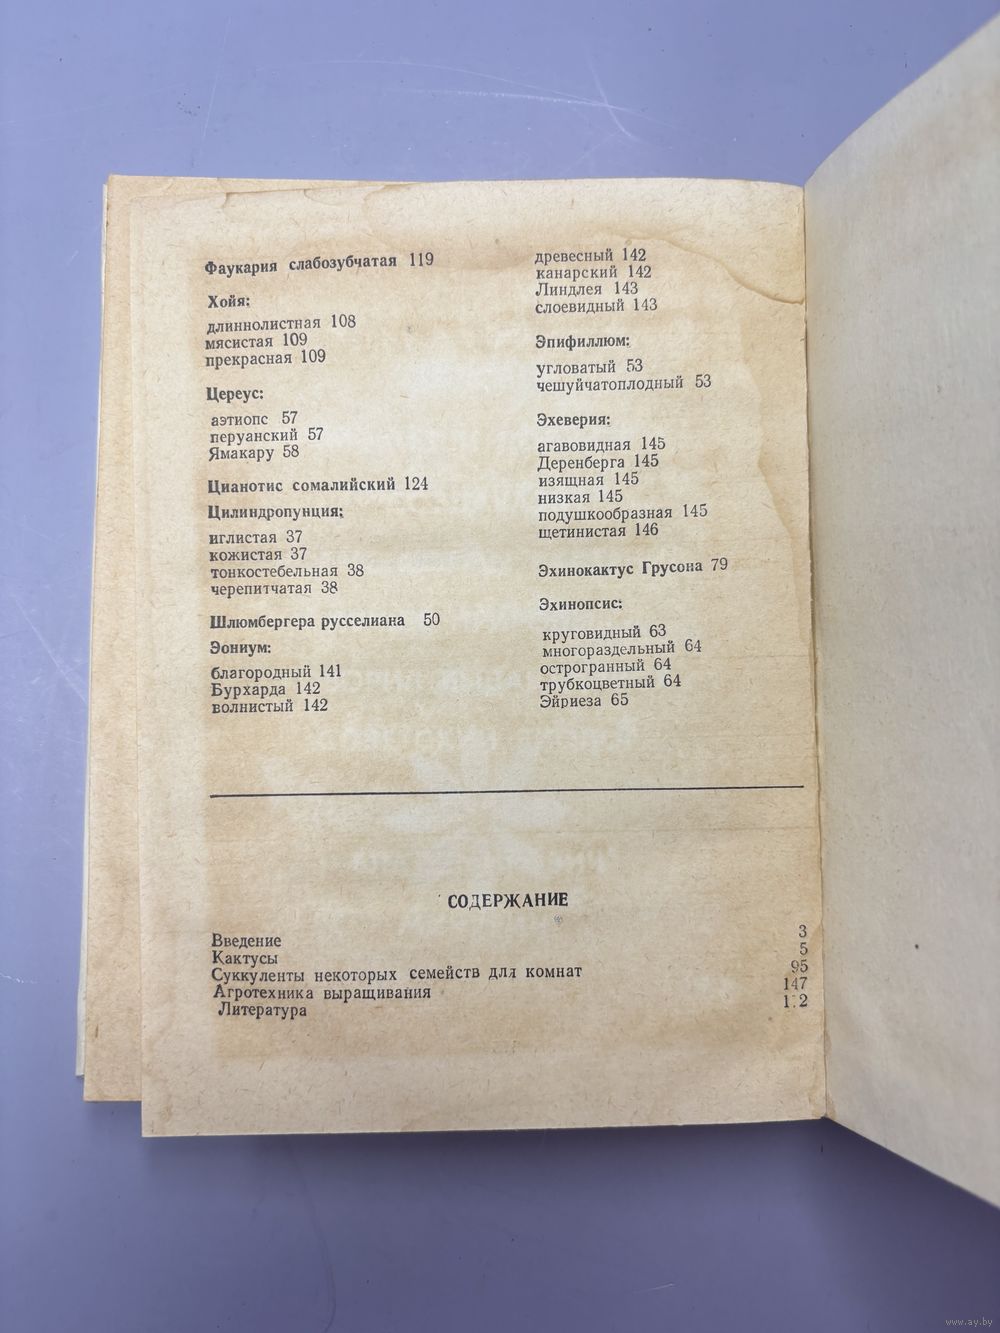 Фаукария слабозубчатая 119
Хойя:
длиннолистная 108
мясистая 109
прекрасная 109
Цереус:
аэтиопс 57
перуанский 57
Ямакару 58
Цианотис сомалийский 124
Цилиндропунция:
иглистая 37
кожистая 37
тонкостебельная 38
черепитчатая 38
Шлюмбергера русселиана 50
Эониум:
благородный 141
Бурхарда 142
волнистый 142
древесный 142
канарский 142
Линдлея 143
слоевидный 143
Эпифиллюм:
угловатый 53
чешуйчатоплодный 53
Эхеверия:
агавовидная 145
Деренберга 145
изящная 145
низкая 145
подушкообразная 145
щетинистая 146
Эхинокактус Грусона 79
Эхинопсис:
круговидный 63
многораздельный 64
острогранный 64
трубкоцветный 64
Эйриеза 65
СОДЕРЖАНИЕ
Введение 3
Кактусы 5
Суккуленты некоторых семейств для комнат 95
Агротехника выращивания 147
Литература
www.ay.by